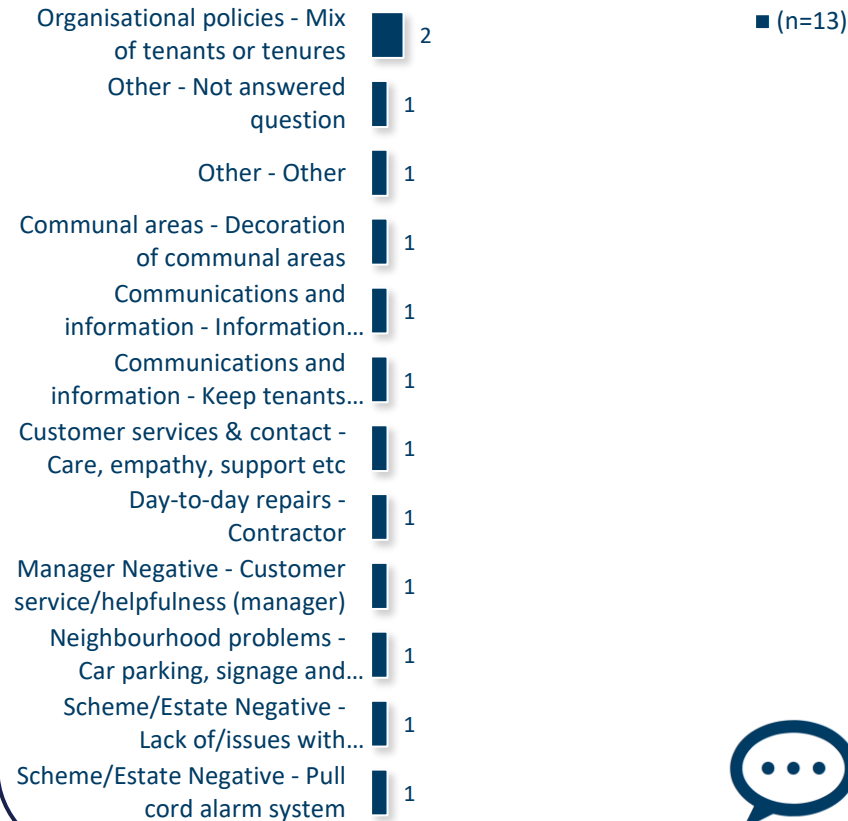 Organisational policies - Mix
of tenants or tenures
2
(n=13)
Other - Not answered
question
1
Other - Other
1
Communal areas - Decoration
of communal areas
1
Communications and
information - Information...
1
Communications and
information - Keep tenants...
1
Customer services & contact -
Care, empathy, support etc
1
Day-to-day repairs -
Contractor
1
Manager Negative - Customer
service/helpfulness (manager)
1
Neighbourhood problems -
Car parking, signage and...
1
Scheme/Estate Negative -
Lack of/issues with...
1
Scheme/Estate Negative - Pull
cord alarm system
1